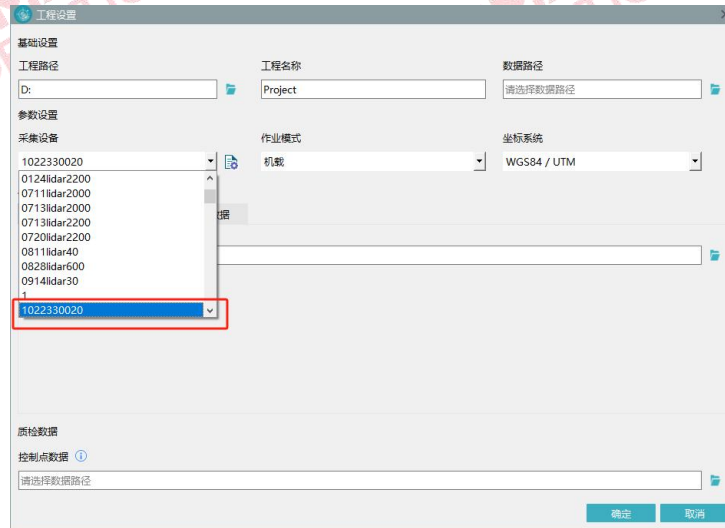 工程设置
基础设置
工程路径 工程名称 数据路径
D: Project 请选择数据路径
参数设置
采集设备 作业模式 坐标系统
1022330020 机载 WGS84 / UTM
0124lidar2200
0711lidar2000
0713lidar2000
0713lidar2200
数据
0720lidar2200
0811lidar40
0828lidar600
0914lidar30
1
1022330020
质检数据
控制点数据
请选择数据路径
确定 取消